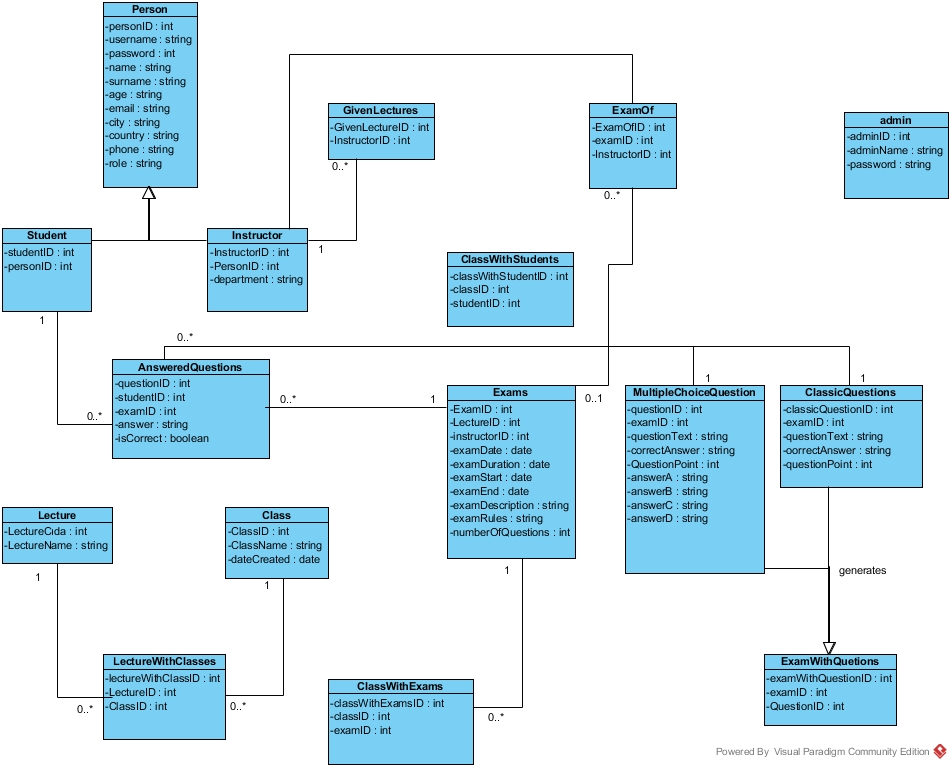 Person
-personID : int
-username : string
-password : int
-name : string
-surname : string
-age : string
-email : string
-city : string
-country : string
-phone : string
-role : string
GivenLectures
-GivenLectureID : int
-InstructorID : int
0..*
ExamOf
-ExamOfID : int
-examID : int
-InstructorID : int
0..*
admin
-adminID : int
-adminName : string
-password : string
Student
-studentID : int
-personID : int
1
Instructor
-InstructorID : int
-PersonID : int
-department : string
1
ClassWithStudents
-classWithStudentID : int
-classID : int
-studentID : int
0..*
AnsweredQuestions
-questionID : int
-studentID : int
-examID : int
-answer : string
-isCorrect : boolean
0..*
0..*
1
Exams
-ExamID : int
-LectureID : int
-instructorID : int
-examDate : date
-examDuration : date
-examStart : date
-examEnd : date
-examDescription : string
-examRules : string
-numberOfQuestions : int
0..1
1
1
MultipleChoiceQuestion
-questionID : int
-examID : int
-questionText : string
-correctAnswer : string
-QuestionPoint : int
-answerA : string
-answerB : string
-answerC : string
-answerD : string
1
ClassicQuestions
-classicQuestionID : int
-examID : int
-questionText : string
-oorrectAnswer : string
-questionPoint : int
generates
Lecture
-LectureCıda : int
-LectureName : string
1
Class
-ClassID : int
-ClassName : string
-dateCreated : date
1
LectureWithClasses
-lectureWithClassID : int
-LectureID : int
-ClassID : int
0..*
0..*
ClassWithExams
-classWithExamsID : int
-classID : int
-examID : int
0..*
ExamWithQuetions
-examWithQuestionID : int
-examID : int
-QuestionID : int
Powered By Visual Paradigm Community Edition